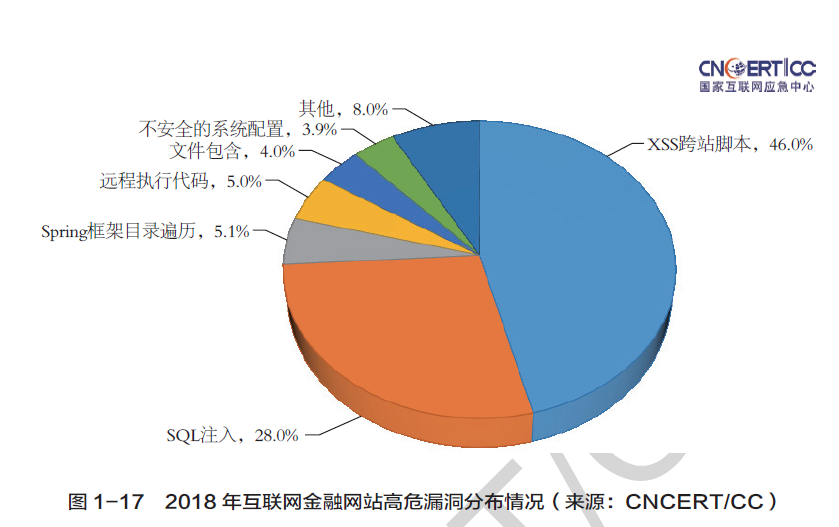 CNCERT/CC
国家互联网应急中心
其他，8.0%
不安全的系统配置，3.9%
文件包含，4.0%
远程执行代码，5.0%
Spring框架目录遍历，5.1%
XSS跨站脚本，46.0%
SQL注入，28.0%
图 1-17 2018 年互联网金融网站高危漏洞分布情况（来源：CNCERT/CC）